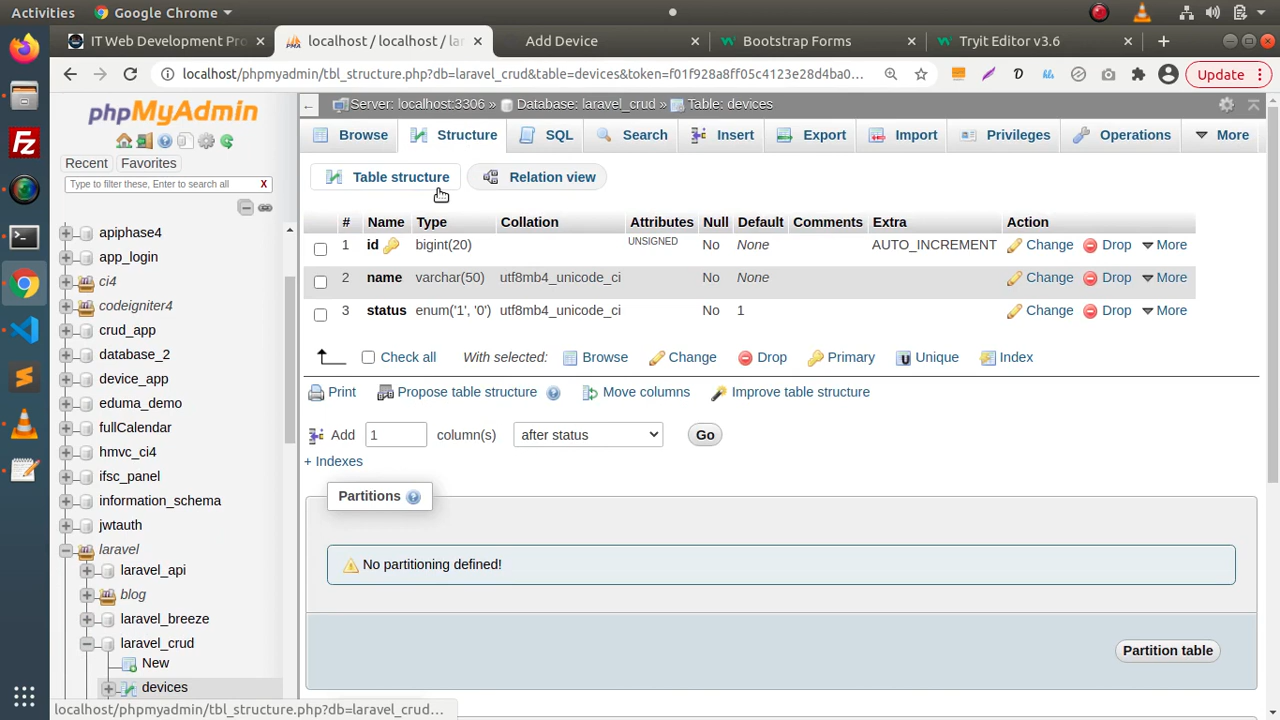 Activities Google Chrome
IT Web Development Pro localhost / localhost / lar Add Device Bootstrap Forms Tryit Editor v3.6
localhost/phpmyadmin/tbl_structure.php?db=laravel_crud&table=devices&token=f01f928a8ff05c4123e28d4ba0... Update
phpMyAdmin
Recent Favorites
Type to filter these, Enter to search all X
apiphase4
app_login
ci4
codeigniter4
crud_app
database_2
device_app
eduma_demo
fullCalendar
hmvc_ci4
ifsc_panel
information_schema
jwtauth
laravel
laravel_api
blog
laravel_breeze
laravel_crud
New
devices
localhost/phpmyadmin/tbl_structure.php?db=laravel_crud...
Server: localhost:3306 » Database: laravel_crud » Table: devices
Browse Structure SQL Search Insert Export Import Privileges Operations More
Table structure Relation view
# Name Type Collation Attributes Null Default Comments Extra Action
1 id bigint(20) UNSIGNED No None AUTO_INCREMENT Change Drop More
2 name varchar(50) utf8mb4_unicode_ci No None Change Drop More
3 status enum('1', '0') utf8mb4_unicode_ci No 1 Change Drop More
Check all With selected: Browse Change Drop Primary Unique Index
Print Propose table structure Move columns Improve table structure
Add 1 column(s) after status Go
+ Indexes
Partitions
No partitioning defined!
Partition table